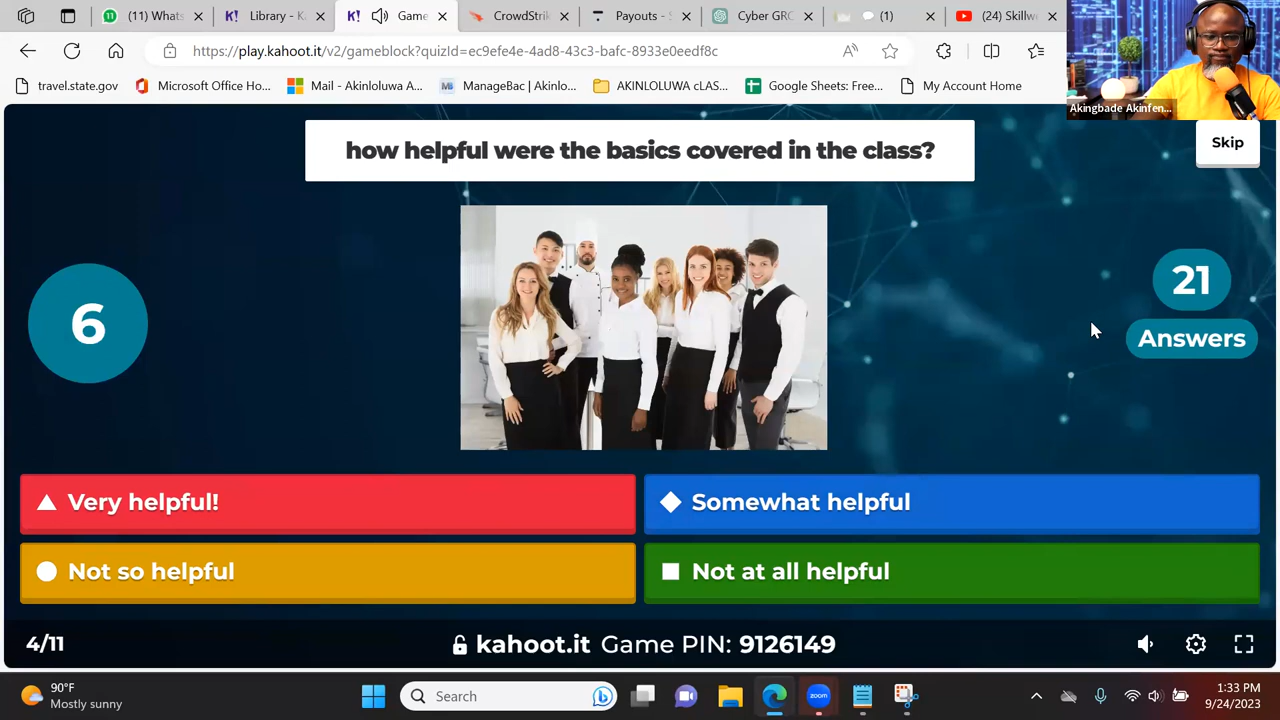 (11) Whats
Library - K
Game
CrowdStrik
Payouts - S
Cyber GRC
(1)
(24) Skillw
https://play.kahoot.it/v2/gameblock?quizId=ec9efe4e-4ad8-43c3-bafc-8933e0eedf8c
travel.state.gov
Microsoft Office Ho...
Mail - Akinloluwa A...
ManageBac | Akinlo...
AKINLOLUWA cLAS...
Google Sheets: Free...
My Account Home
Akingbade Akinfen...
how helpful were the basics covered in the class?
Skip
6
21
Answers
Very helpful!
Somewhat helpful
Not so helpful
Not at all helpful
4/11
kahoot.it Game PIN: 9126149
90°F
Mostly sunny
Search
zoom
1:33 PM
9/24/2023